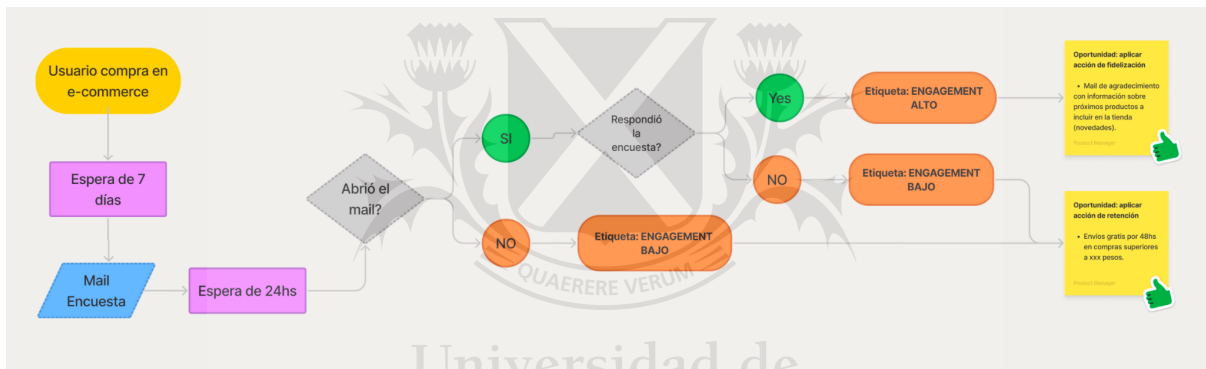 Usuario compra en
e-commerce
Espera de 7
días
Mail
Encuesta
Espera de 24hs
Abrió el
mail?
SI
NO
Etiqueta: ENGAGEMENT
BAJO
Respondió
la
encuesta?
Yes
NO
Etiqueta: ENGAGEMENT
ALTO
Etiqueta: ENGAGEMENT
BAJO
Oportunidad: aplicar
acción de fidelización
• Mail de agradecimiento
con información sobre
próximos productos a
incluir en la tienda
(novedades).
Product Manager
Oportunidad: aplicar
acción de retención
• Envíos gratis por 48hs
en compras superiores
a xxx pesos.
Product Manager
QUAERERE VERUM
Universidad de